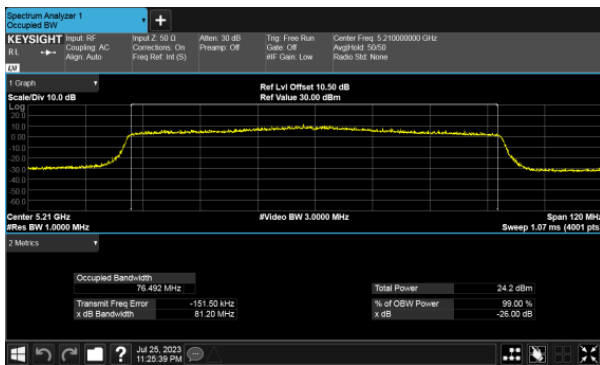 Spectrum Analyzer 1
Occupied BW
KEYSIGHT Input: RF Input Z: 50 Ω Atten: 30 dB Trig: Free Run Center Freq: 5.210000000 GHz
R L Coupling: AC Corrections: On Preamp: Off Gate: Off Avg|Hold: 50/50
Align: Auto Freq Ref: Int (S) #IF Gain: Low Radio Std: None
LXI
1 Graph
Ref Lvl Offset 10.50 dB
Scale/Div 10.0 dB Ref Value 30.00 dBm
Log
20.0
10.0
0.00
-10.0
-20.0
-30.0
-40.0
-50.0
-60.0
Center 5.21 GHz #Video BW 3.0000 MHz Span 120 MHz
#Res BW 1.0000 MHz Sweep 1.07 ms (4001 pts
2 Metrics
Occupied Bandwidth
76.492 MHz Total Power 24.2 dBm
Transmit Freq Error -151.50 kHz % of OBW Power 99.00 %
x dB Bandwidth 81.20 MHz x dB -26.00 dB
Jul 25, 2023
11:25:39 PM